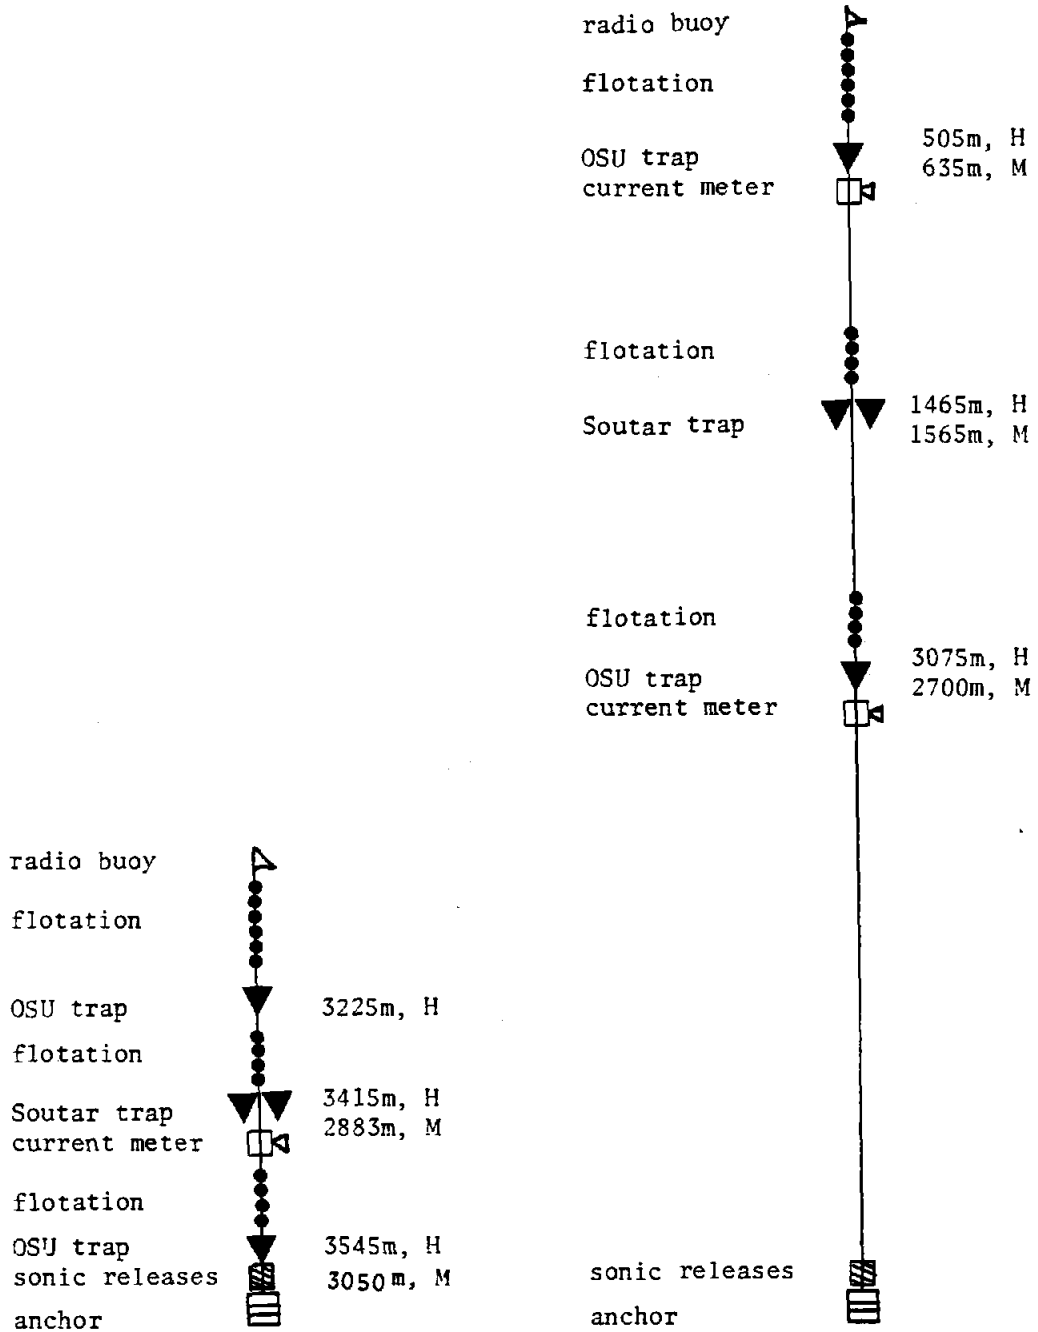 radio buoy
flotation
505m, H
OSU trap
635m, M
current meter
flotation
1465m, H
Soutar trap
1565m, M
flotation
3075m, H
OSU trap
2700m, M
current meter
radio buoy
flotation
OSU trap
3225m, H
flotation
3415m, H
Soutar trap
2883m, M
current meter
flotation
OSU trap
3545m, H
sonic releases
3050m, M
anchor
sonic releases
anchor